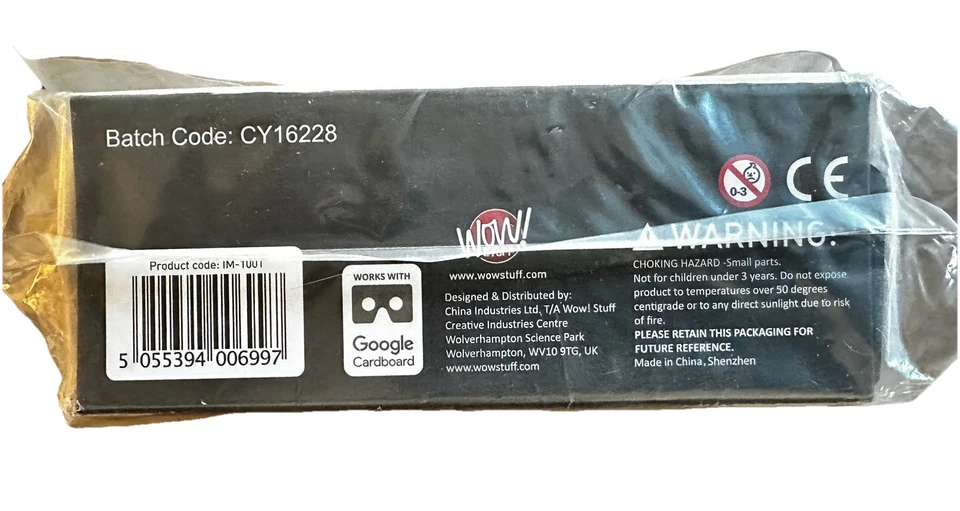 Batch Code: CY16228
0-3
CE
WOW!
STUFF
WARNING:
Product code: IM-1001
5 055394 006997
WORKS WITH
Google
Cardboard
www.wowstuff.com
Designed & Distributed by:
China Industries Ltd, T/A Wow! Stuff
Creative Industries Centre
Wolverhampton Science Park
Wolverhampton, WV10 9TG, UK
www.wowstuff.com
CHOKING HAZARD -Small parts.
Not for children under 3 years. Do not expose
product to temperatures over 50 degrees
centigrade or to any direct sunlight due to risk
of fire.
PLEASE RETAIN THIS PACKAGING FOR
FUTURE REFERENCE.
Made in China, Shenzhen